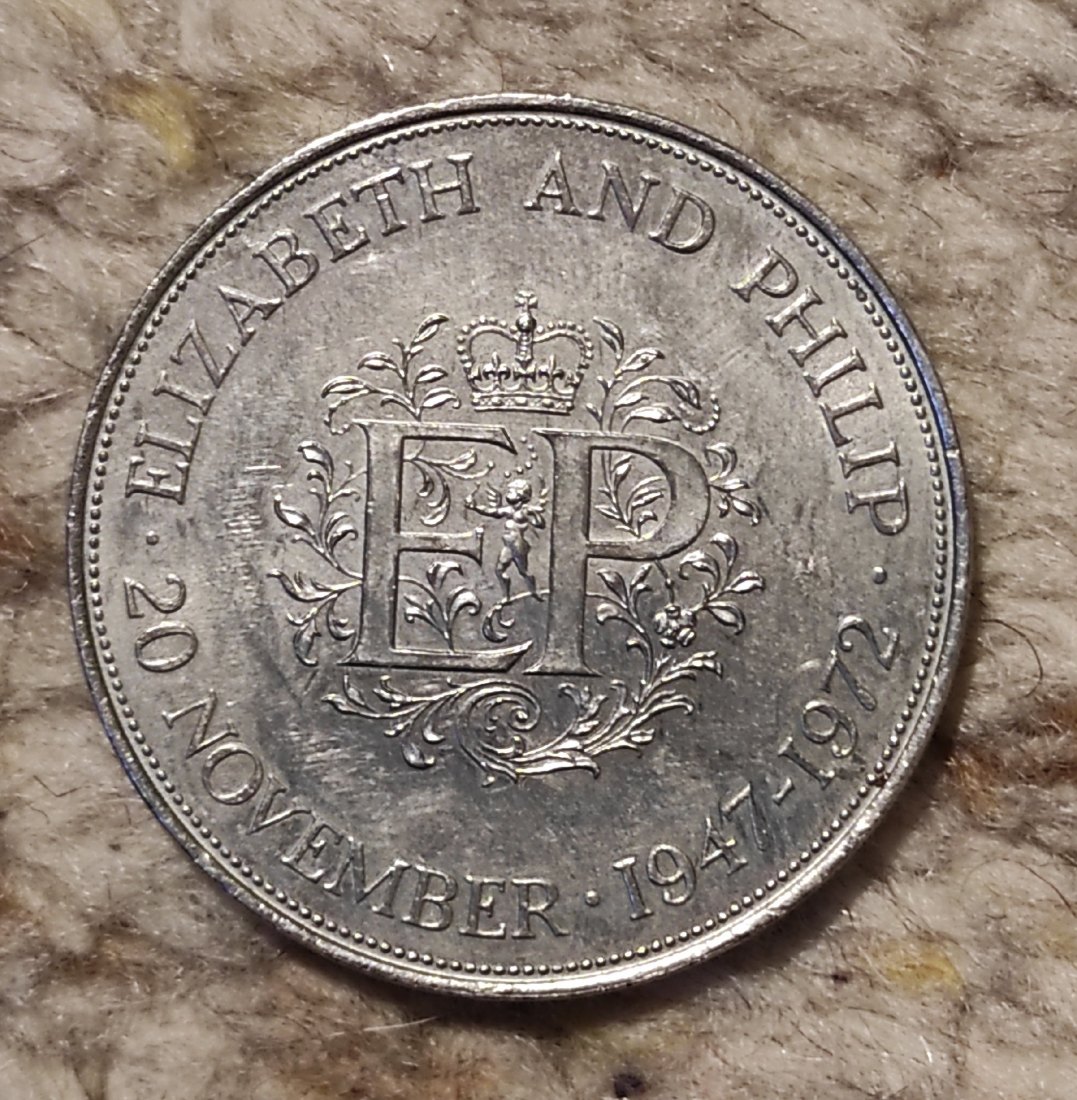 ELIZABETH AND PHILIP
· 20 NOVEMBER · 1947-1972 ·
EP